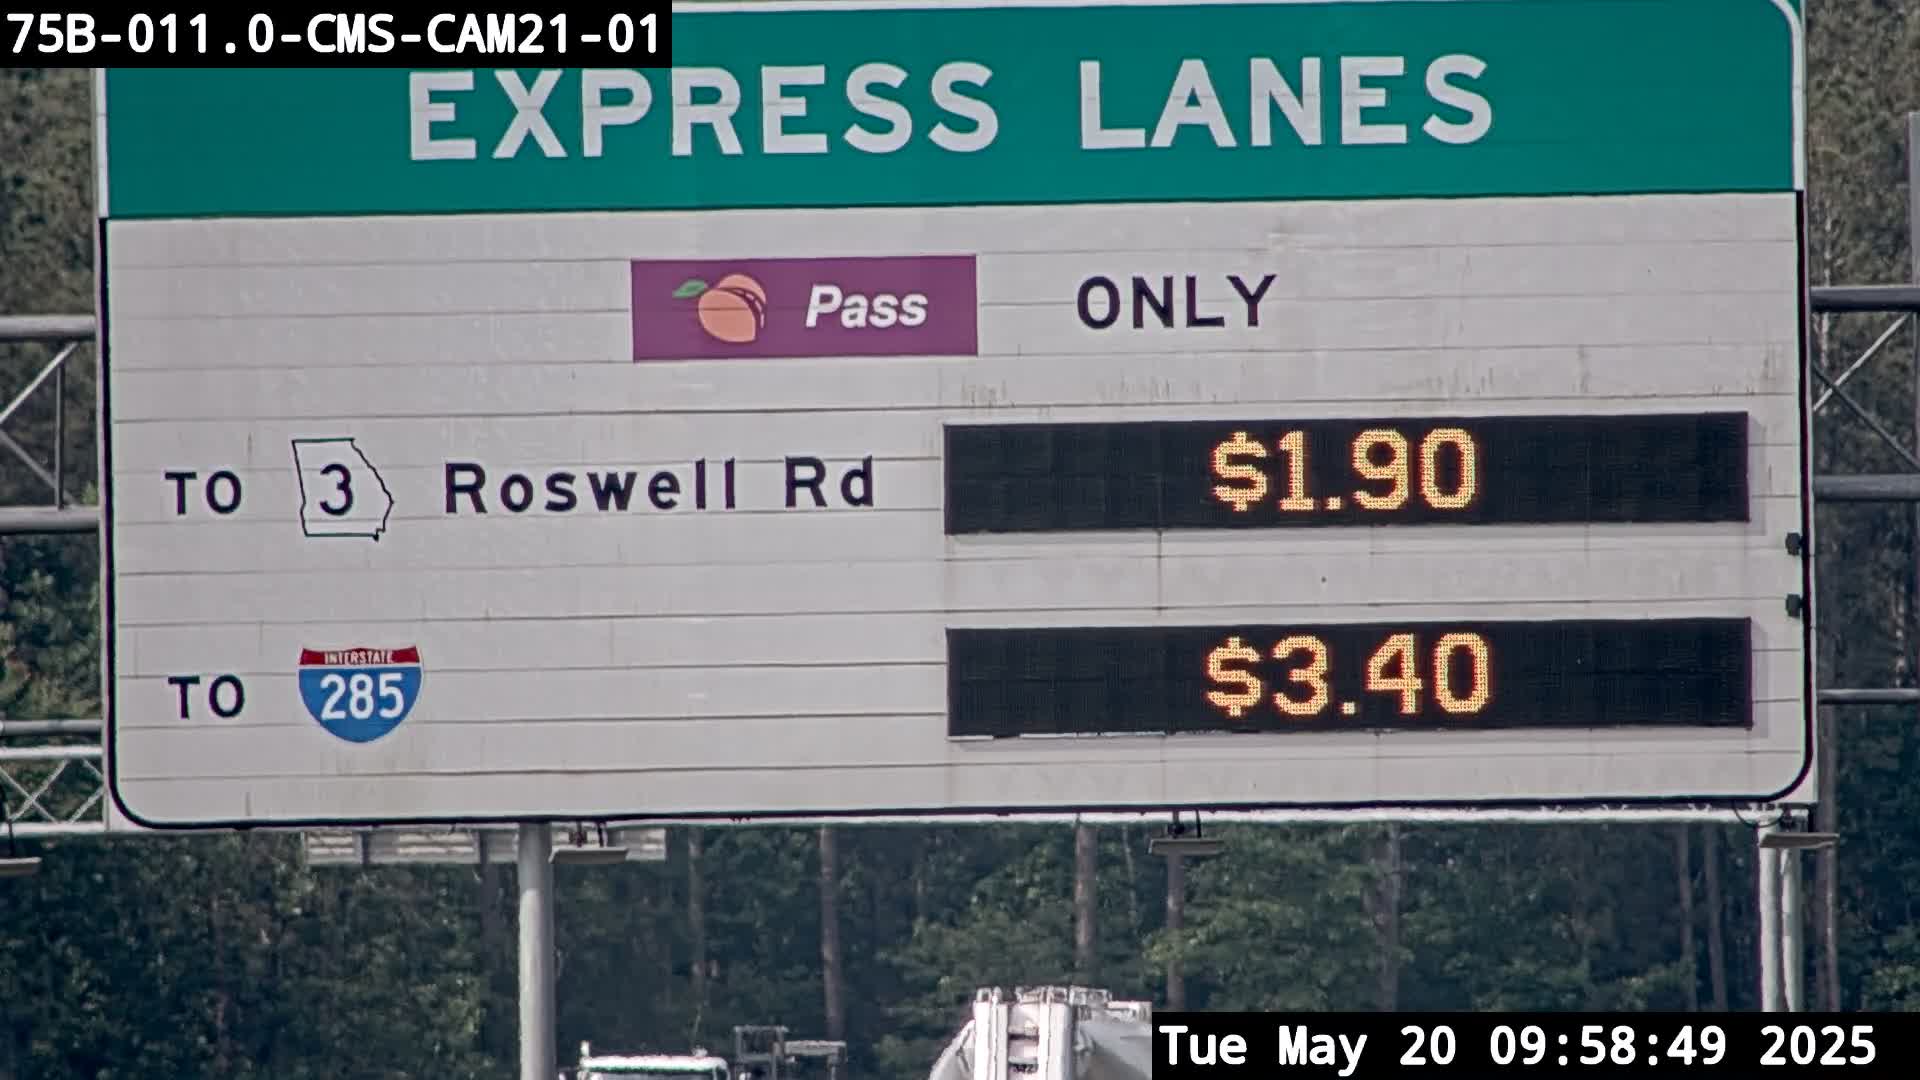 75B-011.0-CMS-CAM21-01
EXPRESS LANES
Pass ONLY
TO 3 Roswell Rd $1.90
INTERSTATE
TO 285 $3.40
Tue May 20 09:58:49 2025